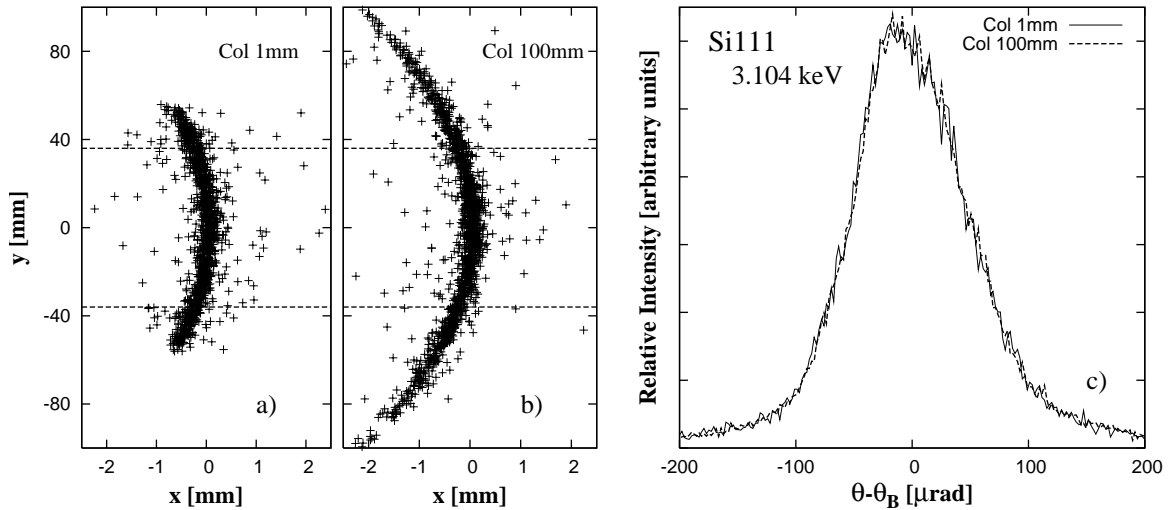 80
40
0
-40
-80
y [mm]
Col 1mm
a)
-2 -1 0 1 2
x [mm]
Col 100mm
b)
-2 -1 0 1 2
x [mm]
Si111
3.104 keV
Col 1mm
Col 100mm
c)
Relative Intensity [arbitrary units]
-200 -100 0 100 200
θ-θB [μrad]